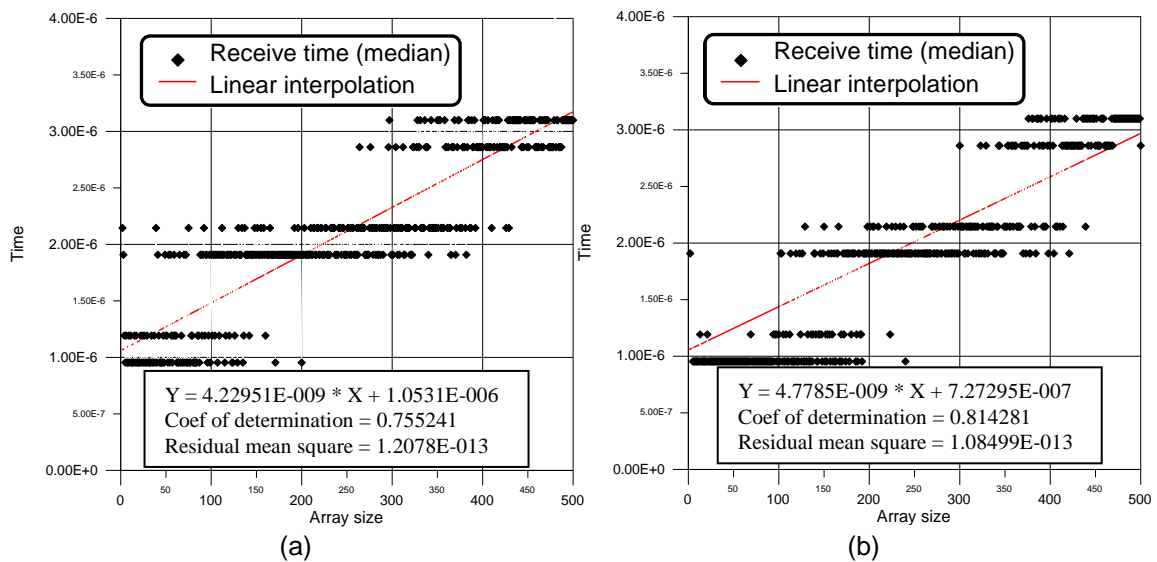 4.00E-6
3.50E-6
3.00E-6
2.50E-6
2.00E-6
1.50E-6
1.00E-6
5.00E-7
0.00E+0
Time
Receive time (median)
Linear interpolation
Y = 4.22951E-009 * X + 1.0531E-006
Coef of determination = 0.755241
Residual mean square = 1.2078E-013
0 50 100 150 200 250 300 350 400 450 500
Array size
(a)
4.00E-6
3.50E-6
3.00E-6
2.50E-6
2.00E-6
1.50E-6
1.00E-6
5.00E-7
0.00E+0
Time
Receive time (median)
Linear interpolation
Y = 4.7785E-009 * X + 7.27295E-007
Coef of determination = 0.814281
Residual mean square = 1.08499E-013
0 50 100 150 200 250 300 350 400 450 500
Array size
(b)